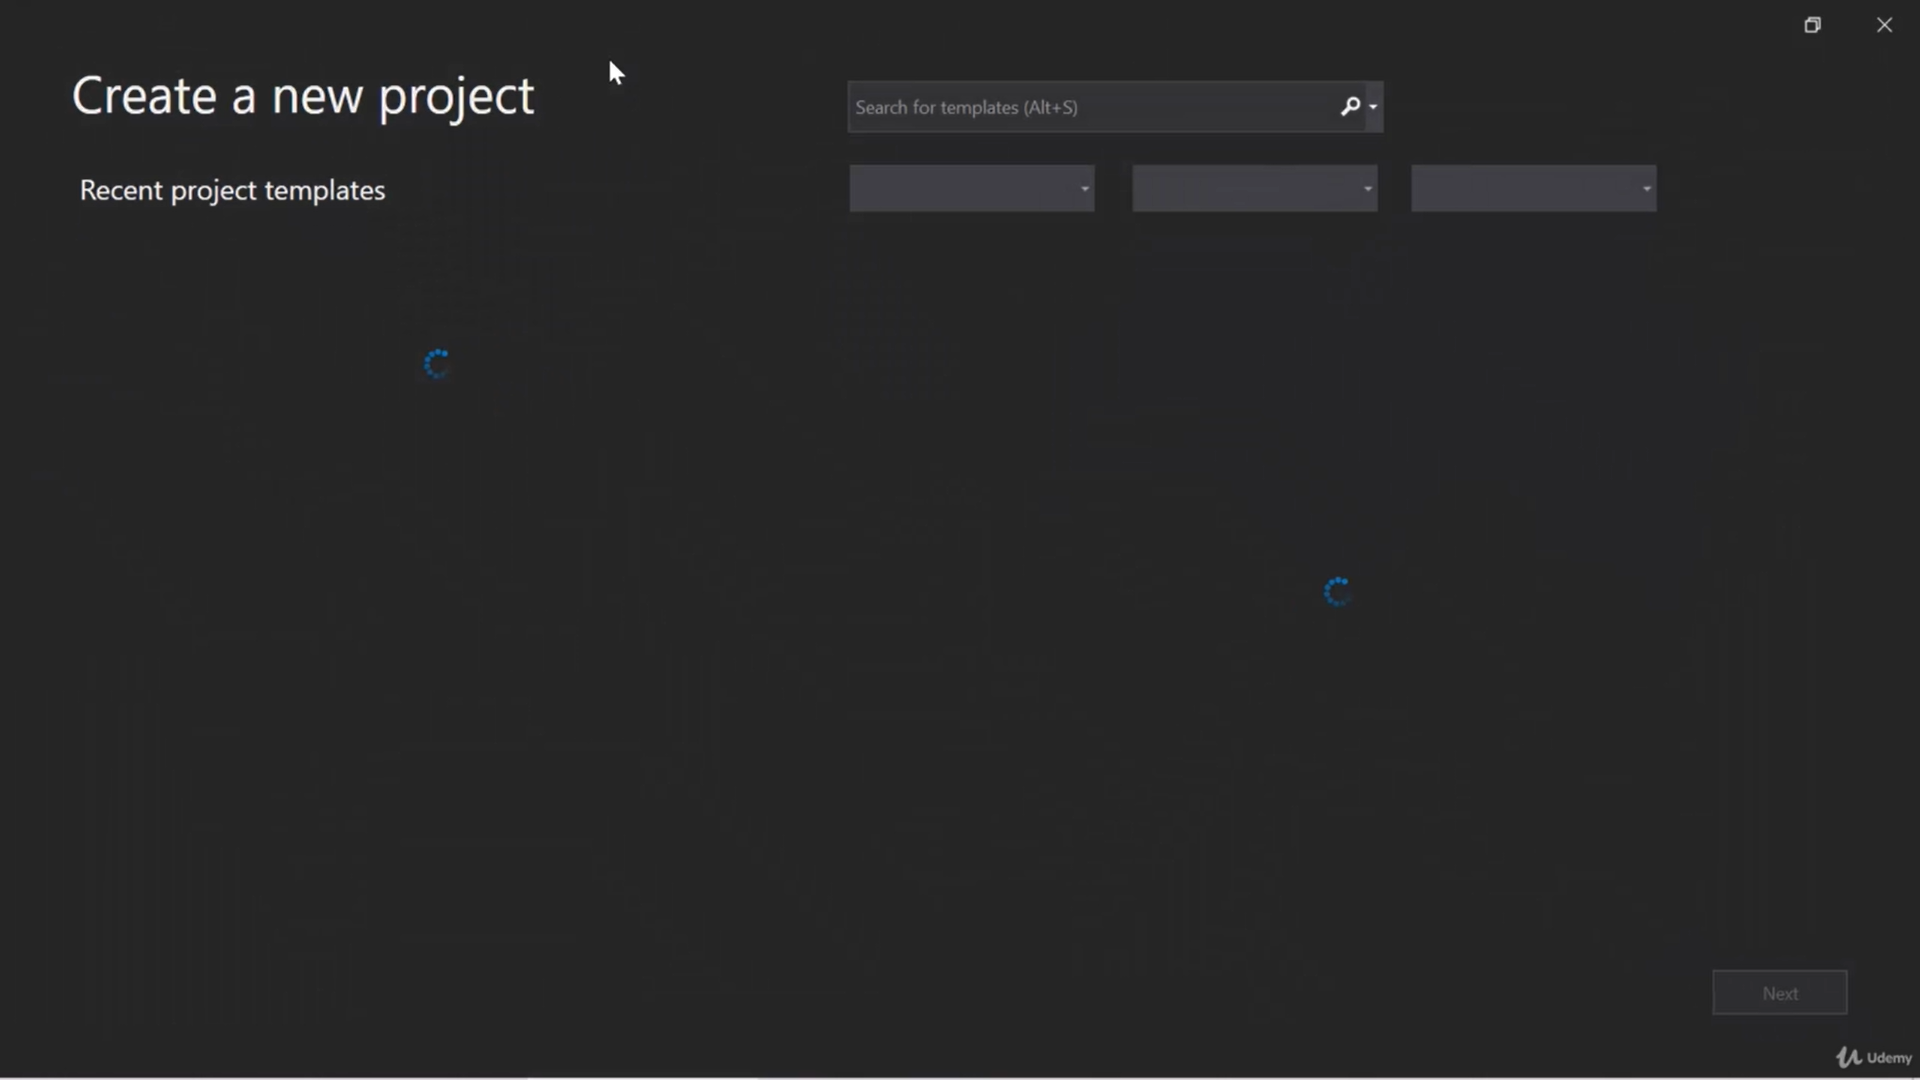 Create a new project
Search for templates (Alt+S)
Recent project templates
Next
Udemy